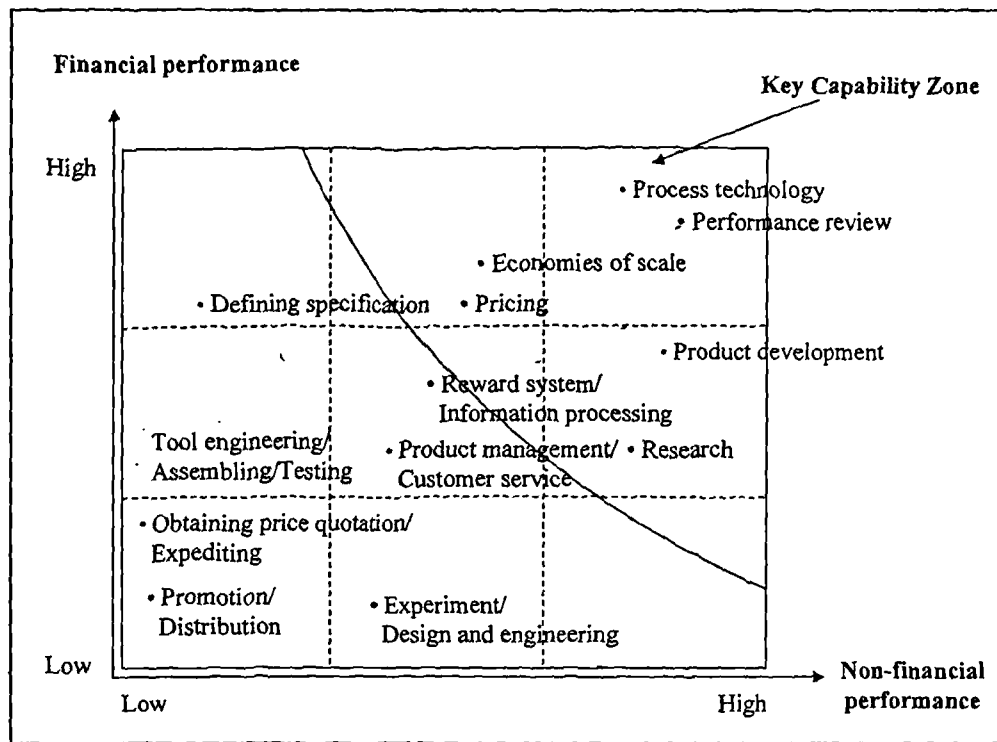 Financial performance
Key Capability Zone
High
• Process technology
• Performance review
• Economies of scale
• Defining specification
• Pricing
• Product development
• Reward system/
Information processing
Tool engineering/
Assembling/Testing
• Product management/
Customer service
• Research
• Obtaining price quotation/
Expediting
• Promotion/
Distribution
• Experiment/
Design and engineering
Low
Low
High
Non-financial
performance